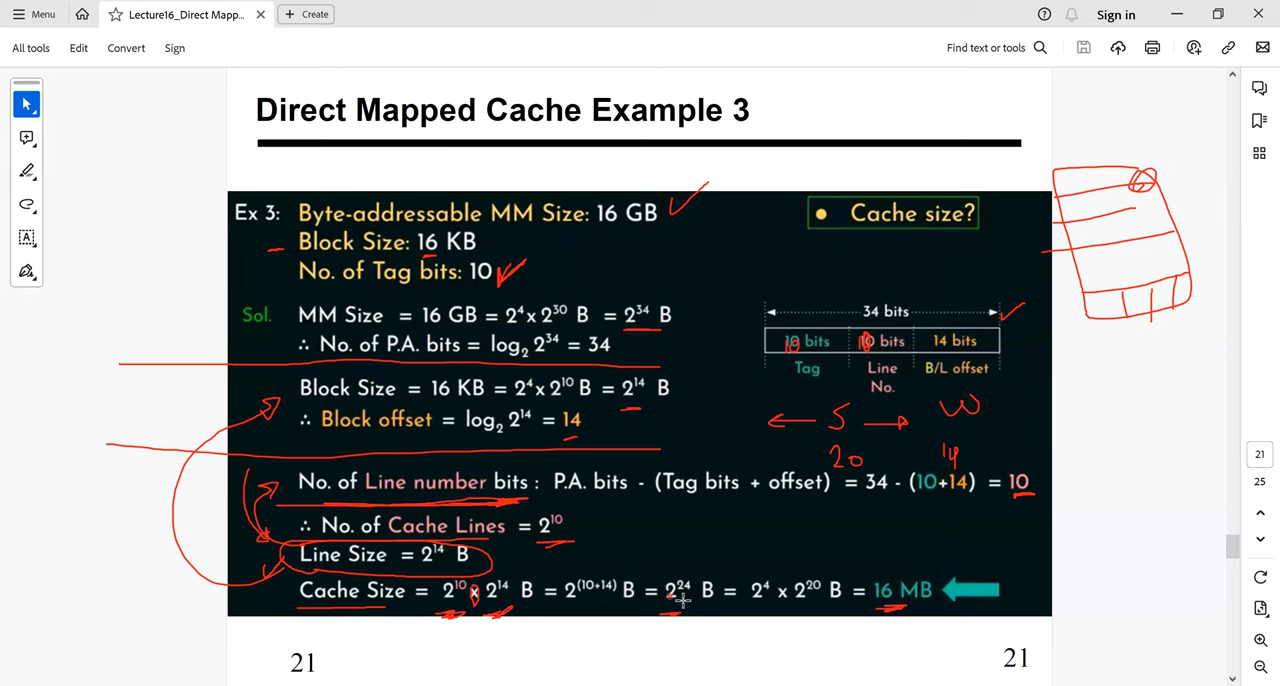 Menu
Lecture16_Direct Mapp...
Create
Sign in
All tools
Edit
Convert
Sign
Find text or tools
Direct Mapped Cache Example 3
Ex 3: Byte-addressable MM Size: 16 GB
Block Size: 16 KB
No. of Tag bits: 10
• Cache size?
Sol. MM Size = 16 GB = 2⁴ x 2³⁰ B = 2³⁴ B
∴ No. of P.A. bits = log₂ 2³⁴ = 34
34 bits
10 bits 10 bits 14 bits
Tag Line No. B/L offset
Block Size = 16 KB = 2⁴ x 2¹⁰ B = 2¹⁴ B
∴ Block offset = log₂ 2¹⁴ = 14
S W
20 14
No. of Line number bits : P.A. bits - (Tag bits + offset) = 34 - (10+14) = 10
∴ No. of Cache Lines = 2¹⁰
Line Size = 2¹⁴ B
Cache Size = 2¹⁰ x 2¹⁴ B = 2⁽¹⁰⁺¹⁴⁾ B = 2²⁴ B = 2⁴ x 2²⁰ B = 16 MB
21
21
21
25